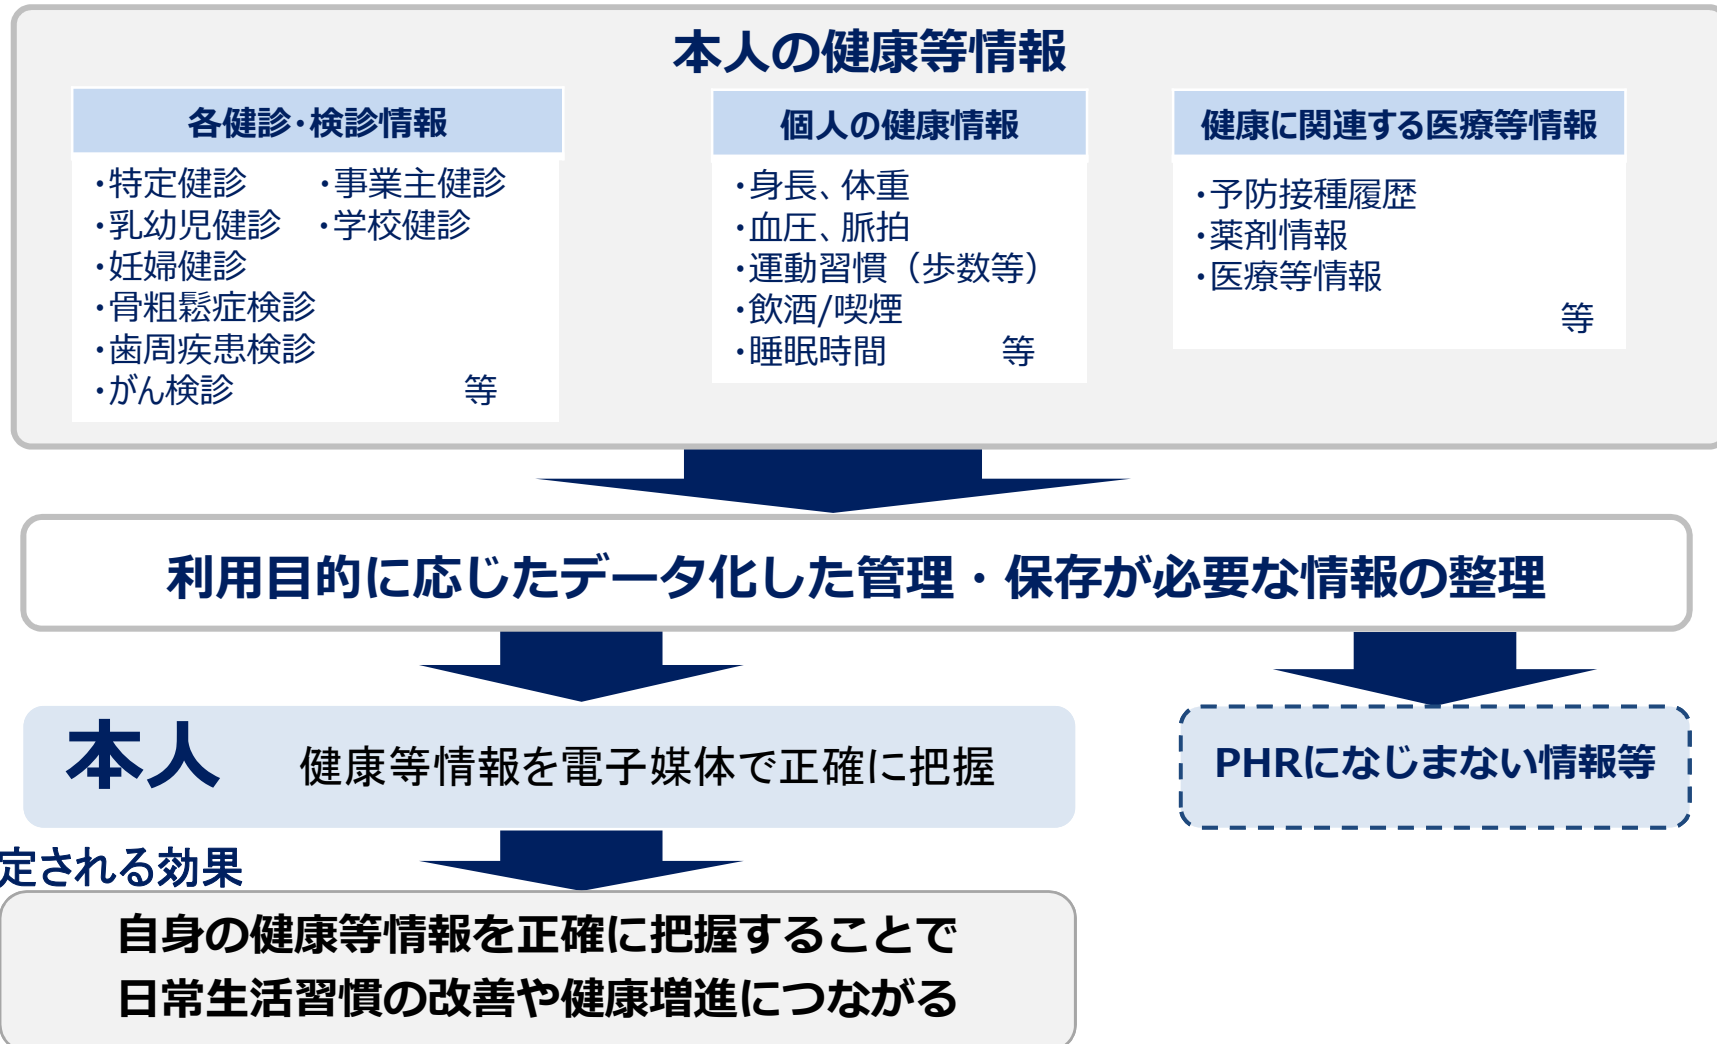 本人の健康等情報
各健診・検診情報
・特定健診 ・事業主健診
・乳幼児健診 ・学校健診
・妊婦健診
・骨粗鬆症検診
・歯周疾患検診
・がん検診 等
個人の健康情報
・身長、体重
・血圧、脈拍
・運動習慣（歩数等）
・飲酒/喫煙
・睡眠時間 等
健康に関連する医療等情報
・予防接種履歴
・薬剤情報
・医療等情報
等
利用目的に応じたデータ化した管理・保存が必要な情報の整理
本人 健康等情報を電子媒体で正確に把握
PHRになじまない情報等
定される効果
自身の健康等情報を正確に把握することで
日常生活習慣の改善や健康増進につながる